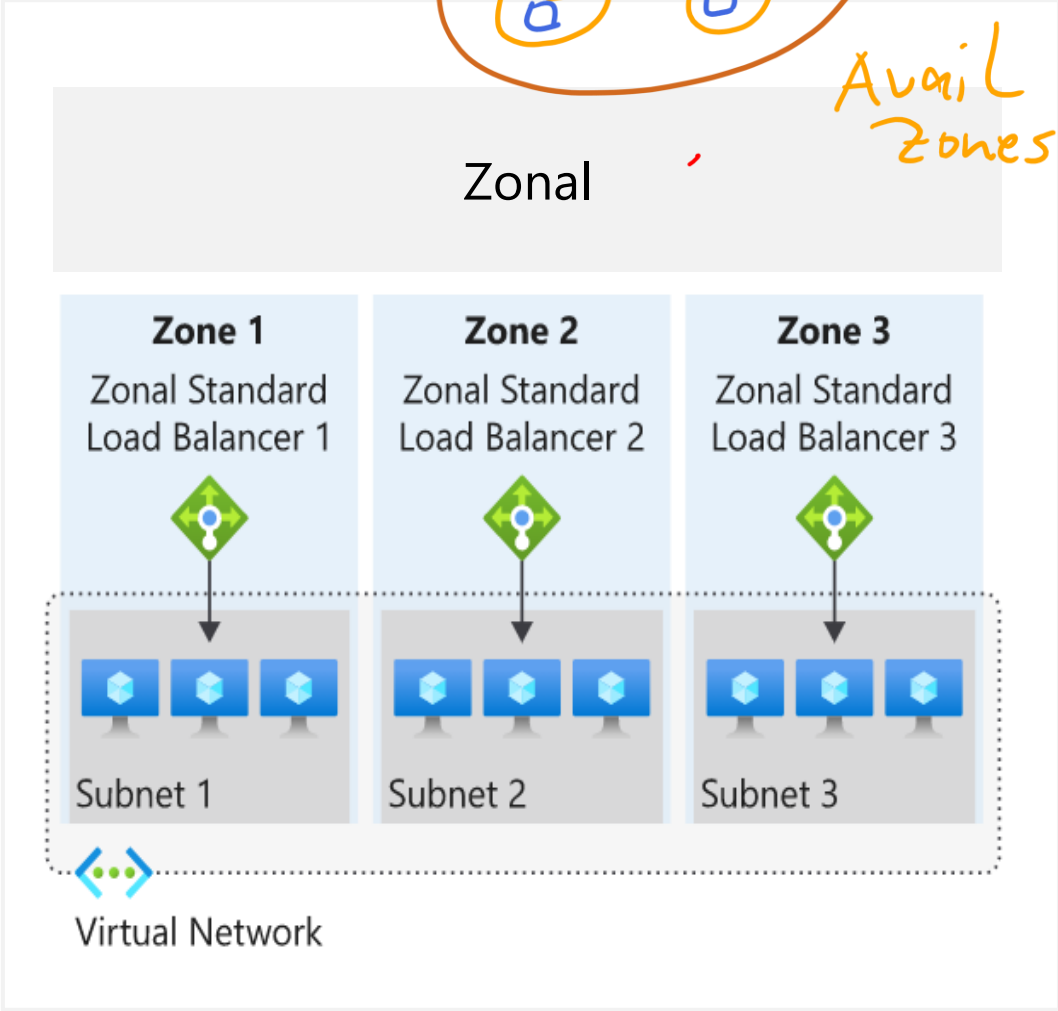 Avail
Zones
Zonal
Zone 1
Zonal Standard
Load Balancer 1
Zone 2
Zonal Standard
Load Balancer 2
Zone 3
Zonal Standard
Load Balancer 3
Subnet 1
Subnet 2
Subnet 3
Virtual Network